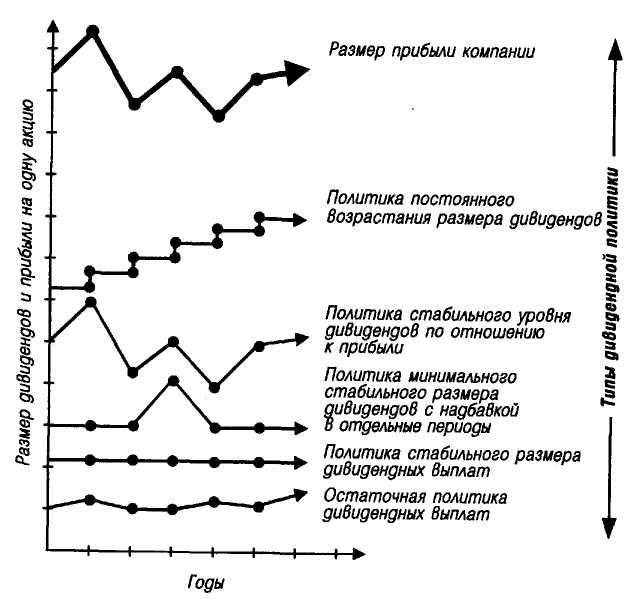 Размер прибыли компании
Политика постоянного
возрастания размера дивидендов
Политика стабильного уровня
дивидендов по отношению
к прибыли
Политика минимального
стабильного размера
дивидендов с надбавкой
в отдельные периоды
Политика стабильного размера
дивидендных выплат
Остаточная политика
дивидендных выплат
Размер дивидендов и прибыли на одну акцию
Типы дивидендной политики
Годы